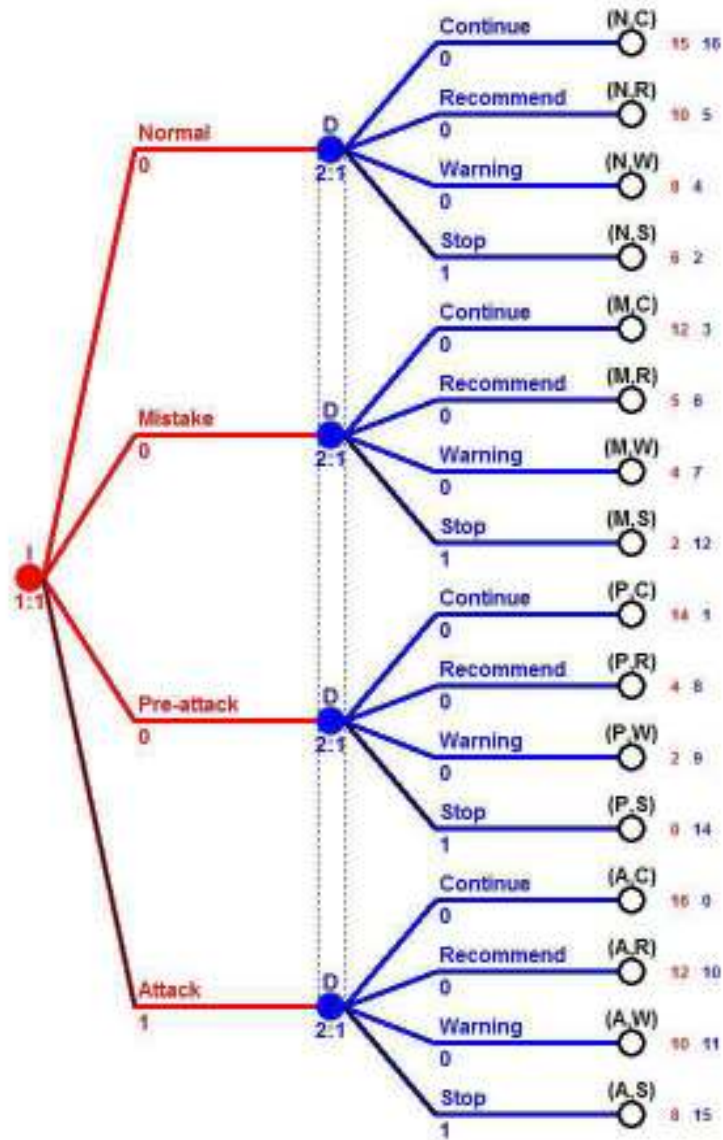 Continue
0
(N,C)
15 16
Recommend
0
(N,R)
10 5
Normal
0
D
2:1
Warning
0
(N,W)
8 4
Stop
1
(N,S)
6 2
Continue
0
(M,C)
12 3
Recommend
0
(M,R)
5 6
Mistake
0
D
2:1
Warning
0
(M,W)
4 7
Stop
1
(M,S)
2 12
I
1:1
Continue
0
(P,C)
14 1
Recommend
0
(P,R)
4 8
Pre-attack
0
D
2:1
Warning
0
(P,W)
2 9
Stop
1
(P,S)
0 14
Continue
0
(A,C)
16 0
Recommend
0
(A,R)
12 10
Attack
1
D
2:1
Warning
0
(A,W)
10 11
Stop
1
(A,S)
8 15